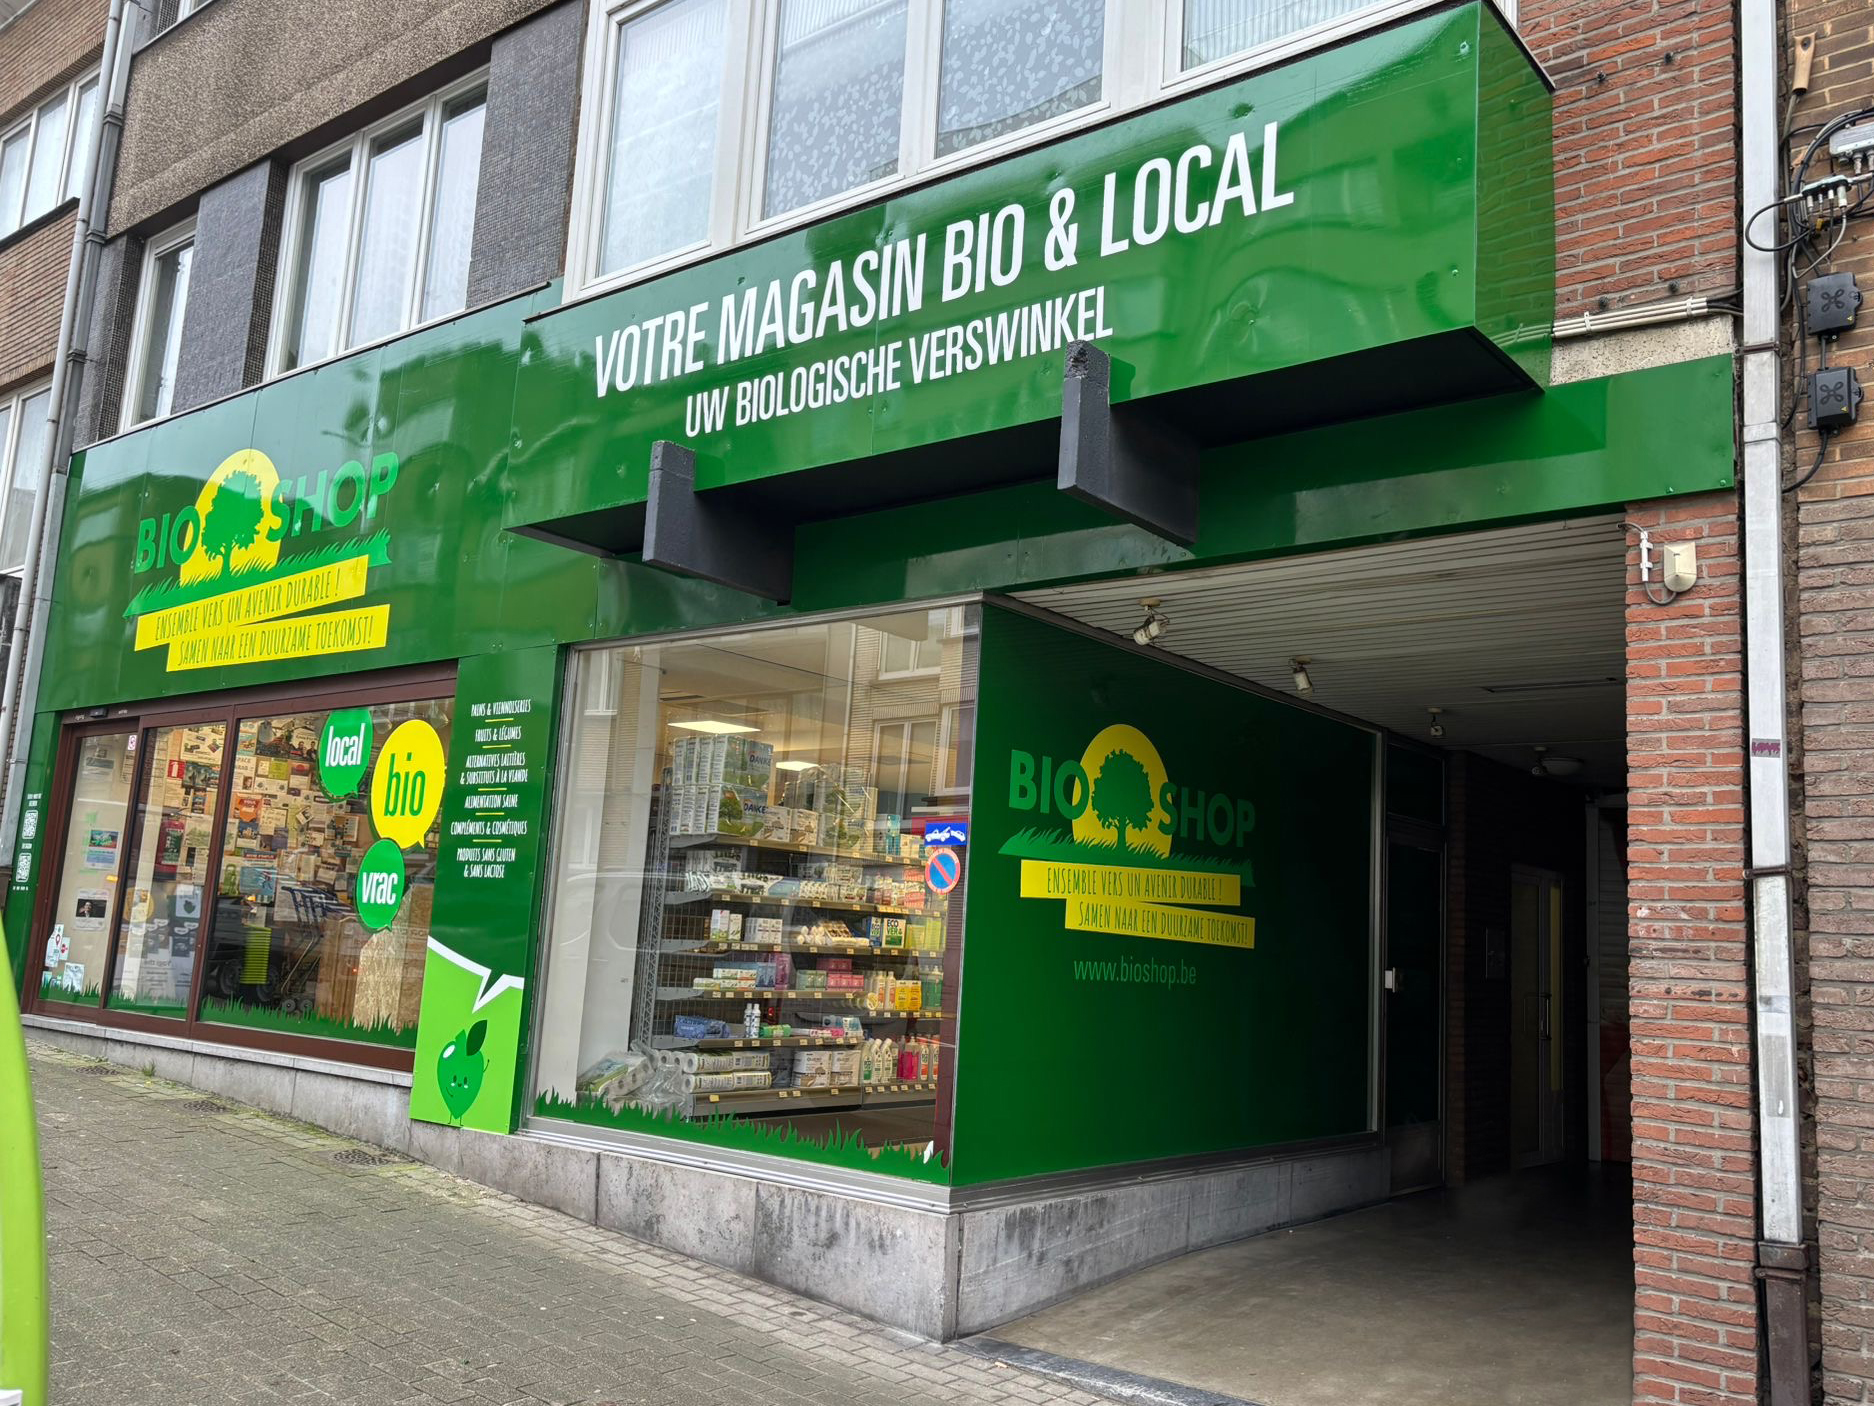 VOTRE MAGASIN BIO & LOCAL
UW BIOLOGISCHE VERSWINKEL
BIO SHOP
ENSEMBLE VERS UN AVENIR DURABLE !
SAMEN NAAR EEN DUURZAME TOEKOMST!
local
bio
vrac
PAINS & VIENNOISERIES
FRUITS & LÉGUMES
ALTERNATIVES LAITIÈRES
& SUBSTITUTS À LA VIANDE
ALIMENTATION SAINE
COMPLÉMENTS & COSMÉTIQUES
PRODUITS SANS GLUTEN
& SANS LACTOSE
DANKE
DANKE
BIO SHOP
ENSEMBLE VERS UN AVENIR DURABLE !
SAMEN NAAR EEN DUURZAME TOEKOMST!
www.bioshop.be